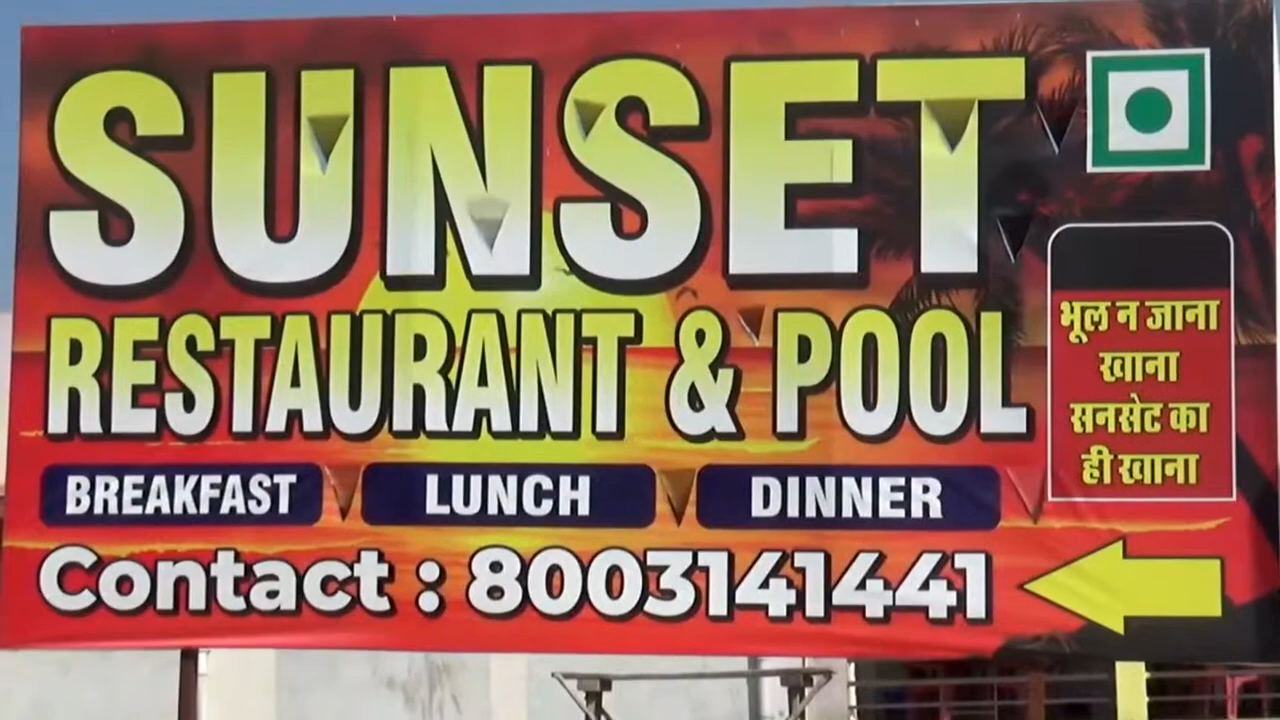 SUNSET
RESTAURANT & POOL
BREAKFAST LUNCH DINNER
Contact : 8003141441
भूल न जाना
खाना
सनसेट का
ही खाना